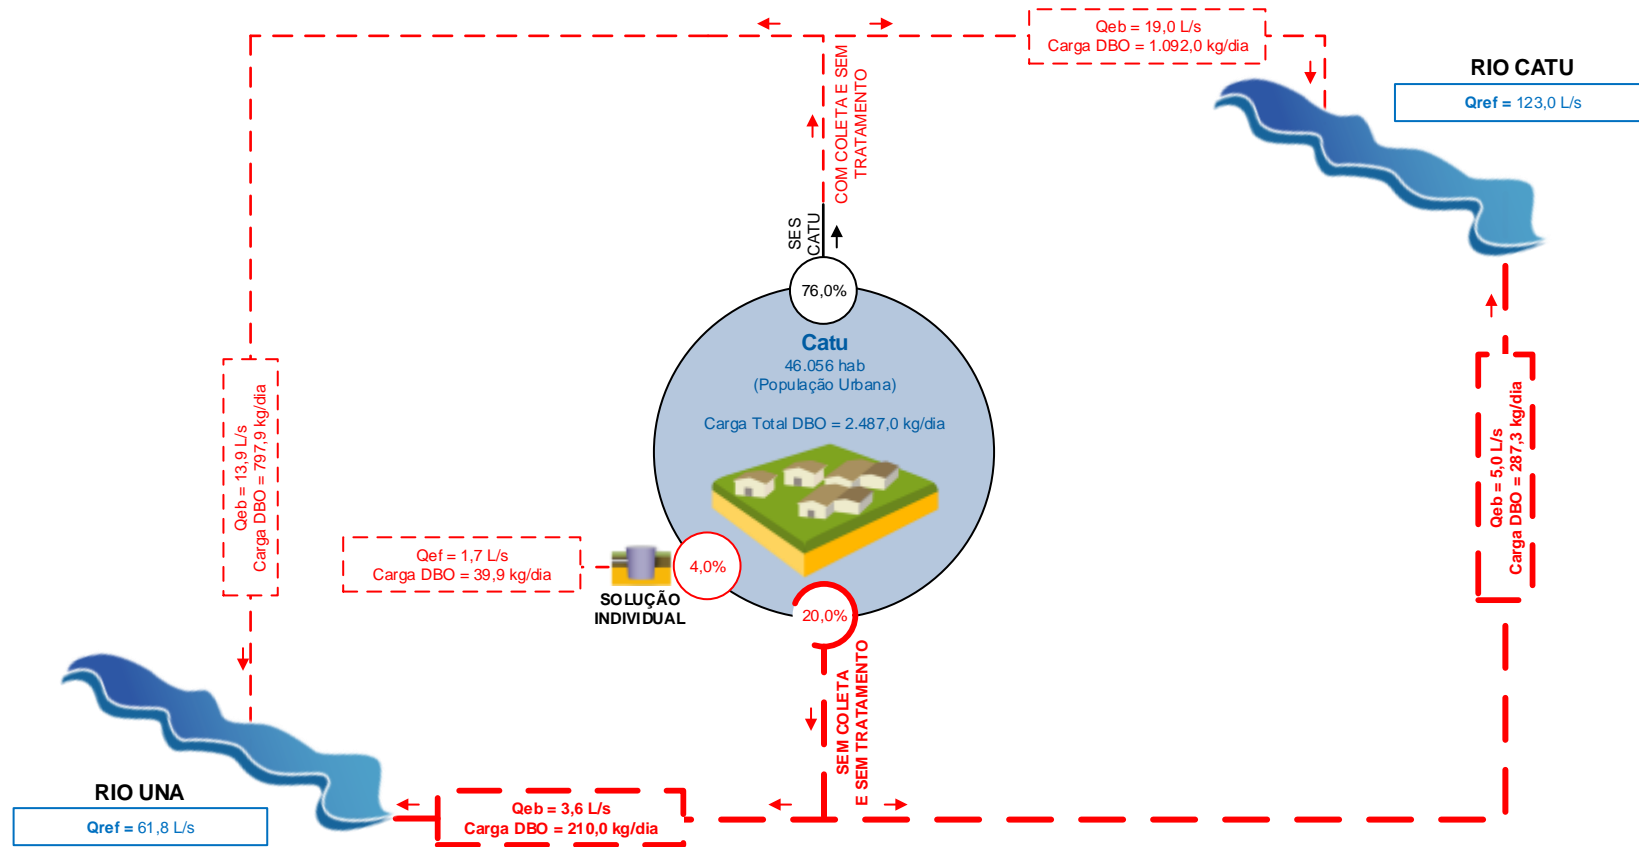 Qeb = 19,0 L/s
Carga DBO = 1.092,0 kg/dia
RIO CATU
Qref = 123,0 L/s
COM COLETA E SEM
TRATAMENTO
SES
CATU
76,0%
Catu
46.056 hab
(População Urbana)
Carga Total DBO = 2.487,0 kg/dia
Qeb = 13,9 L/s
Carga DBO = 797,9 kg/dia
Qeb = 5,0 L/s
Carga DBO = 287,3 kg/dia
Qef = 1,7 L/s
Carga DBO = 39,9 kg/dia
4,0%
SOLUÇÃO
INDIVIDUAL
20,0%
SEM COLETA
E SEM TRATAMENTO
RIO UNA
Qref = 61,8 L/s
Qeb = 3,6 L/s
Carga DBO = 210,0 kg/dia